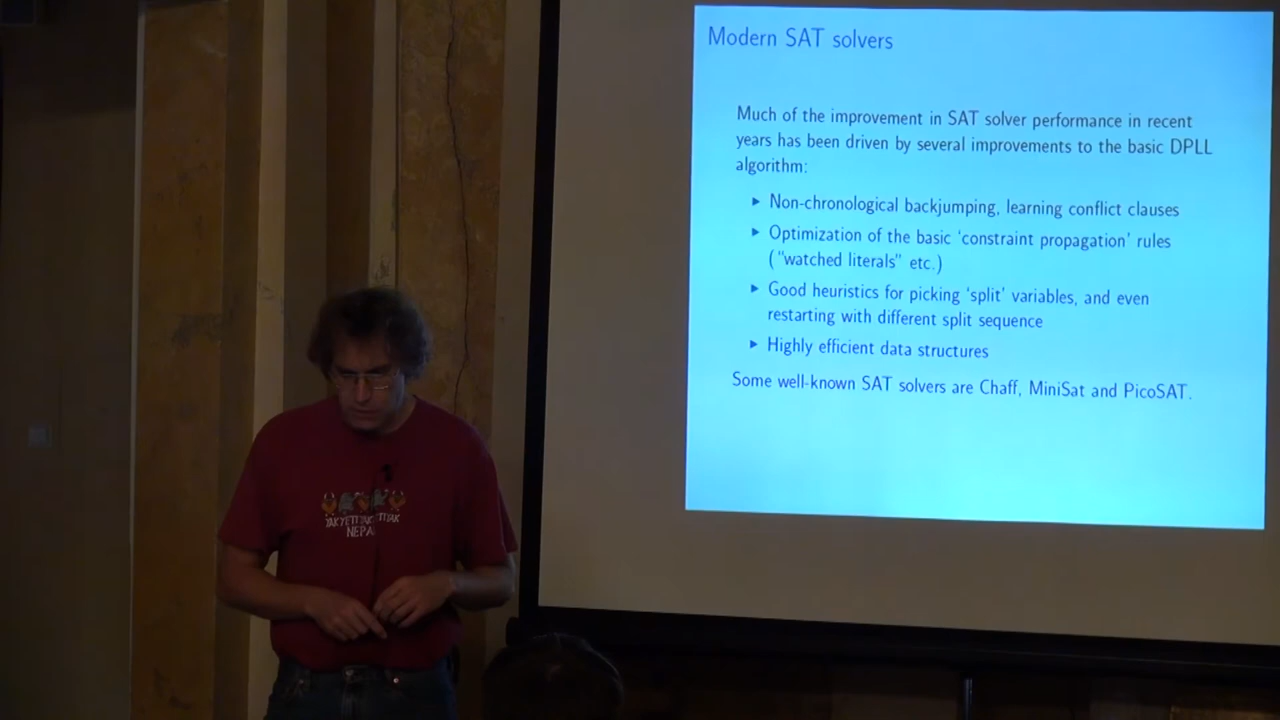 Modern SAT solvers
Much of the improvement in SAT solver performance in recent
years has been driven by several improvements to the basic DPLL
algorithm:
Non-chronological backjumping, learning conflict clauses
Optimization of the basic ‘constraint propagation’ rules
(“watched literals” etc.)
Good heuristics for picking ‘split’ variables, and even
restarting with different split sequence
Highly efficient data structures
Some well-known SAT solvers are Chaff, MiniSat and PicoSAT.
YAK YETI YAK